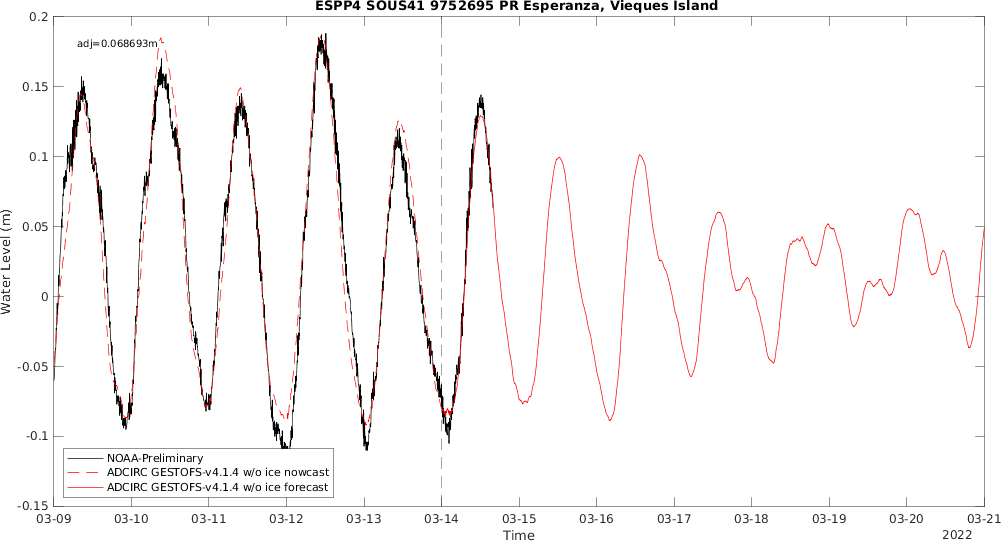 ESPP4 SOUS41 9752695 PR Esperanza, Vieques Island
adj=0.068693m
Water Level (m)
0.2
0.15
0.1
0.05
0
-0.05
-0.1
-0.15
NOAA-Preliminary
ADCIRC GESTOFS-v4.1.4 w/o ice nowcast
ADCIRC GESTOFS-v4.1.4 w/o ice forecast
03-09 03-10 03-11 03-12 03-13 03-14 03-15 03-16 03-17 03-18 03-19 03-20 03-21
Time
2022